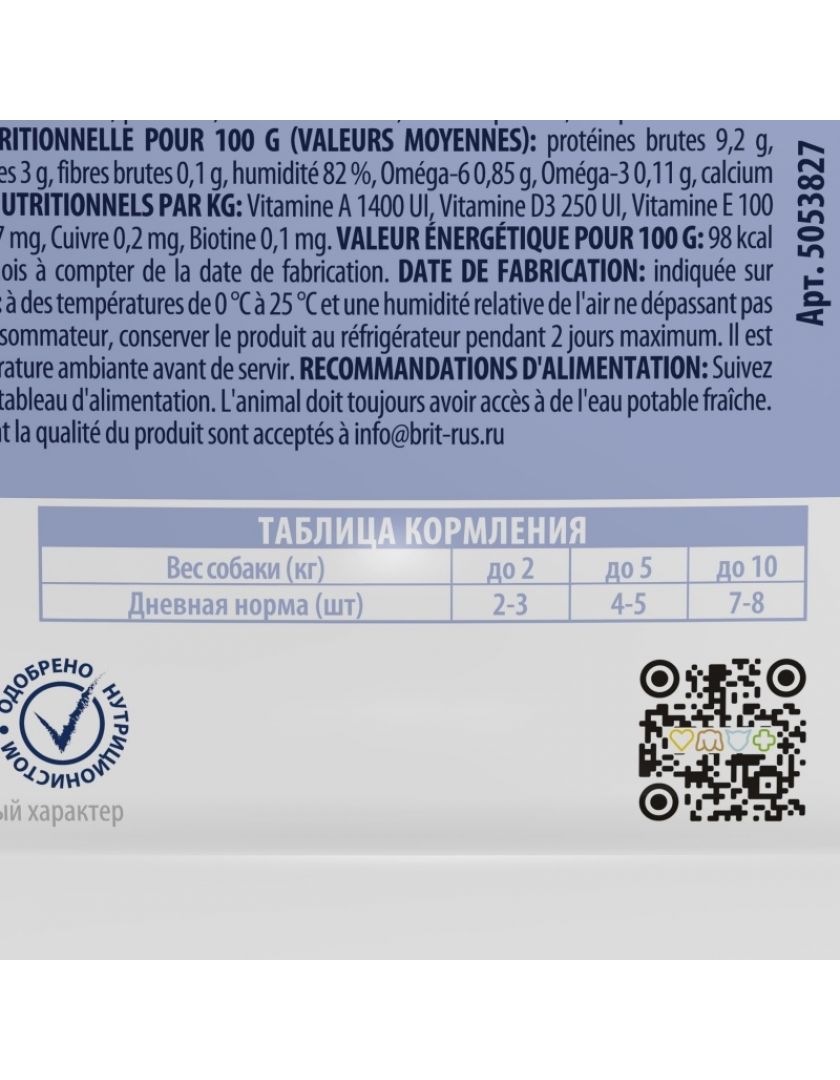 RITIONNELLE POUR 100 G (VALEURS MOYENNES): protéines brutes 9,2 g,
es 3 g, fibres brutes 0,1 g, humidité 82 %, Oméga-6 0,85 g, Oméga-3 0,11 g, calcium
UTRITIONNELS PAR KG: Vitamine A 1400 UI, Vitamine D3 250 UI, Vitamine E 100
7 mg, Cuivre 0,2 mg, Biotine 0,1 mg. VALEUR ÉNERGÉTIQUE POUR 100 G: 98 kcal
ois à compter de la date de fabrication. DATE DE FABRICATION: indiquée sur
: à des températures de 0 °C à 25 °C et une humidité relative de l'air ne dépassant pas
sommateur, conserver le produit au réfrigérateur pendant 2 jours maximum. Il est
rature ambiante avant de servir. RECOMMANDATIONS D'ALIMENTATION: Suivez
tableau d'alimentation. L'animal doit toujours avoir accès à de l'eau potable fraîche.
t la qualité du produit sont acceptés à info@brit-rus.ru
Арт. 5053827
ТАБЛИЦА КОРМЛЕНИЯ
Вес собаки (кг) до 2 до 5 до 10
Дневная норма (шт) 2-3 4-5 7-8
ОДОБРЕНО НУТРИЦИОНИСТОМ
ый характер